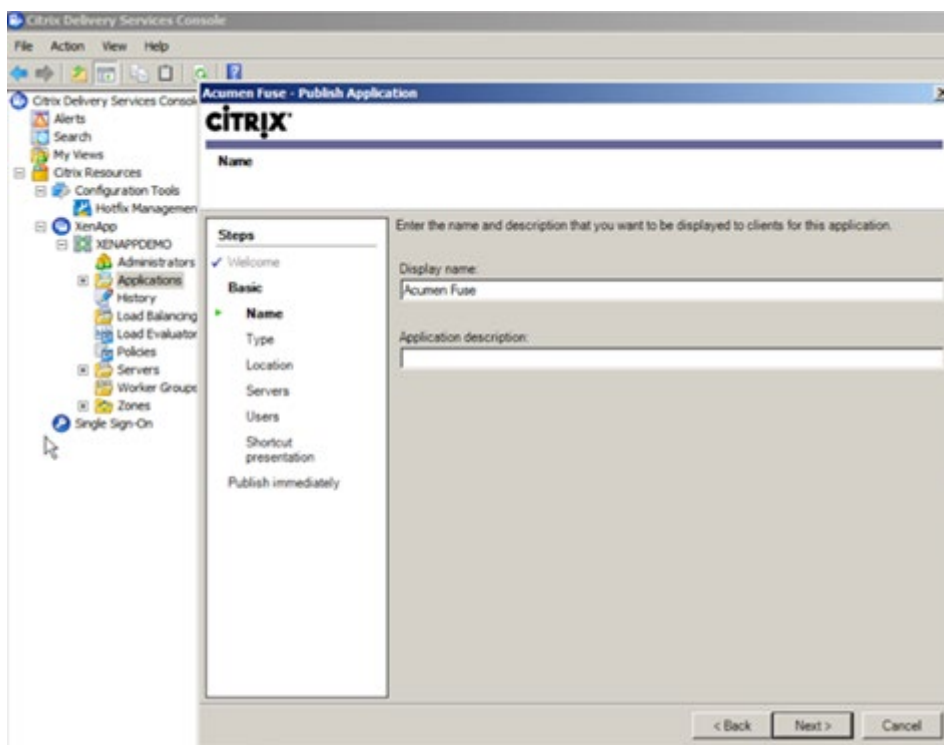 Citrix Delivery Services Console
File Action View Help
Citrix Delivery Services Consol
Alerts
Search
My Views
Citrix Resources
Configuration Tools
Hotfix Managemen
XenApp
XENAPPDEMO
Administrators
Applications
History
Load Balancing
Load Evaluator
Policies
Servers
Worker Groups
Zones
Single Sign-On
Acumen Fuse - Publish Application
CITRIX
Name
Steps
Welcome
Basic
Name
Type
Location
Servers
Users
Shortcut
presentation
Publish immediately
Enter the name and description that you want to be displayed to clients for this application.
Display name:
Acumen Fuse
Application description:
< Back Next > Cancel